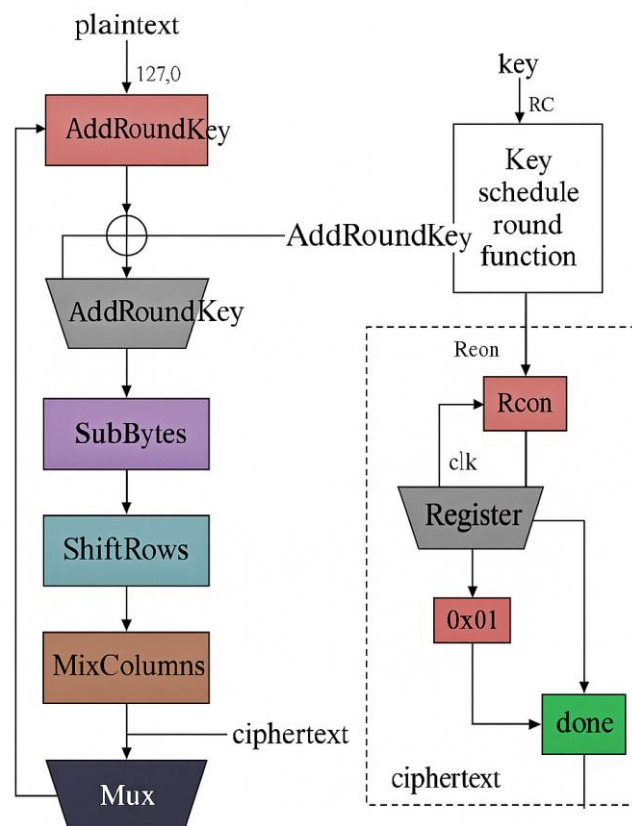 plaintext
127,0
AddRoundKey
AddRoundKey
AddRoundKey
SubBytes
ShiftRows
MixColumns
ciphertext
Mux
key
RC
Key
schedule
round
function
Reon
Rcon
clk
Register
0x01
done
ciphertext